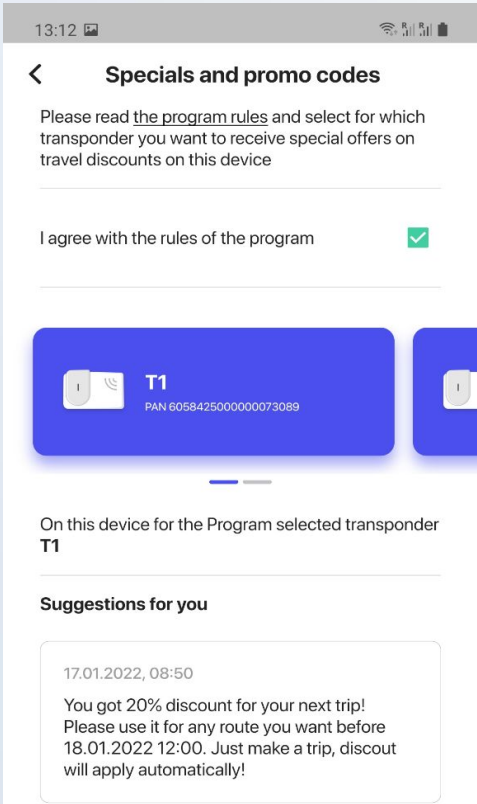 13:12
Specials and promo codes
Please read the program rules and select for which
transponder you want to receive special offers on
travel discounts on this device
I agree with the rules of the program
T1
PAN 6058425000000073089
On this device for the Program selected transponder
T1
Suggestions for you
17.01.2022, 08:50
You got 20% discount for your next trip!
Please use it for any route you want before
18.01.2022 12:00. Just make a trip, discout
will apply automatically!